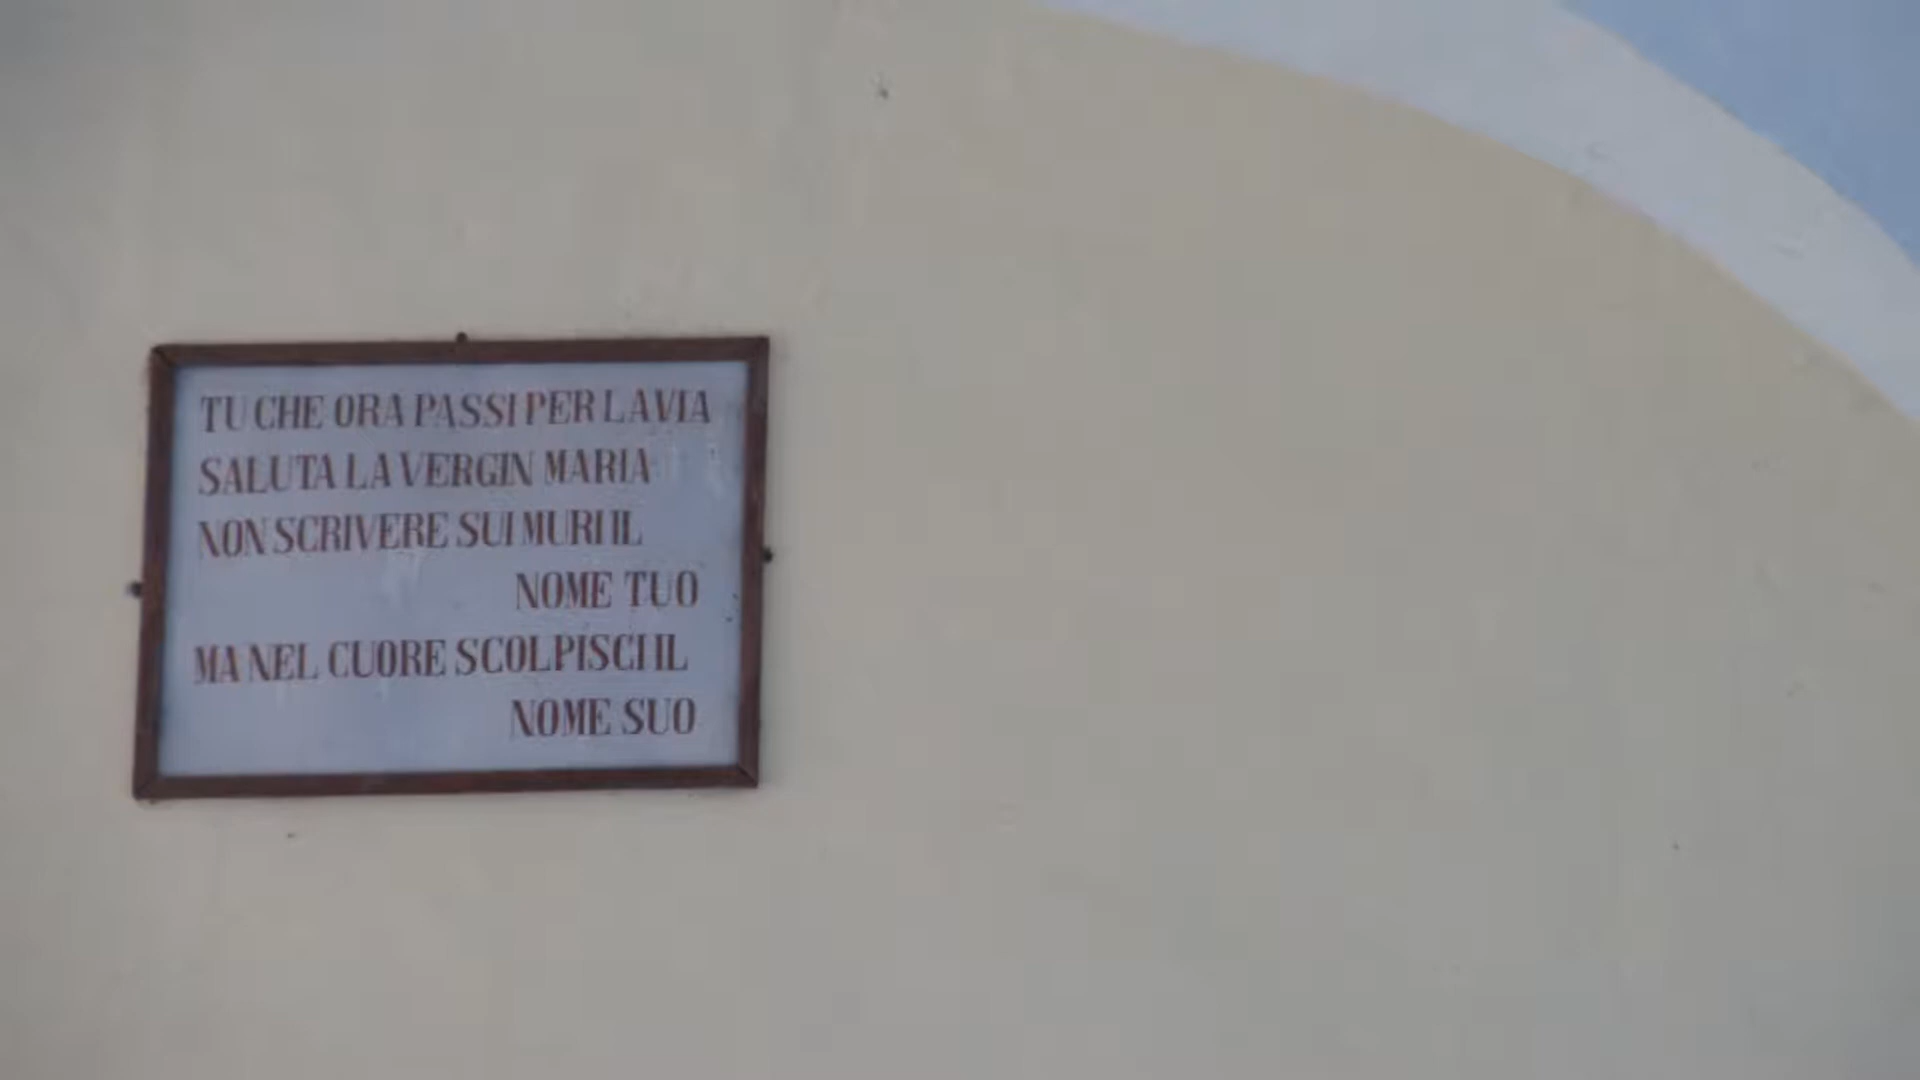 TU CHE ORA PASSI PER LA VIA
SALUTA LA VERGIN MARIA
NON SCRIVERE SUI MURI IL
NOME TUO
MA NEL CUORE SCOLPISCI IL
NOME SUO